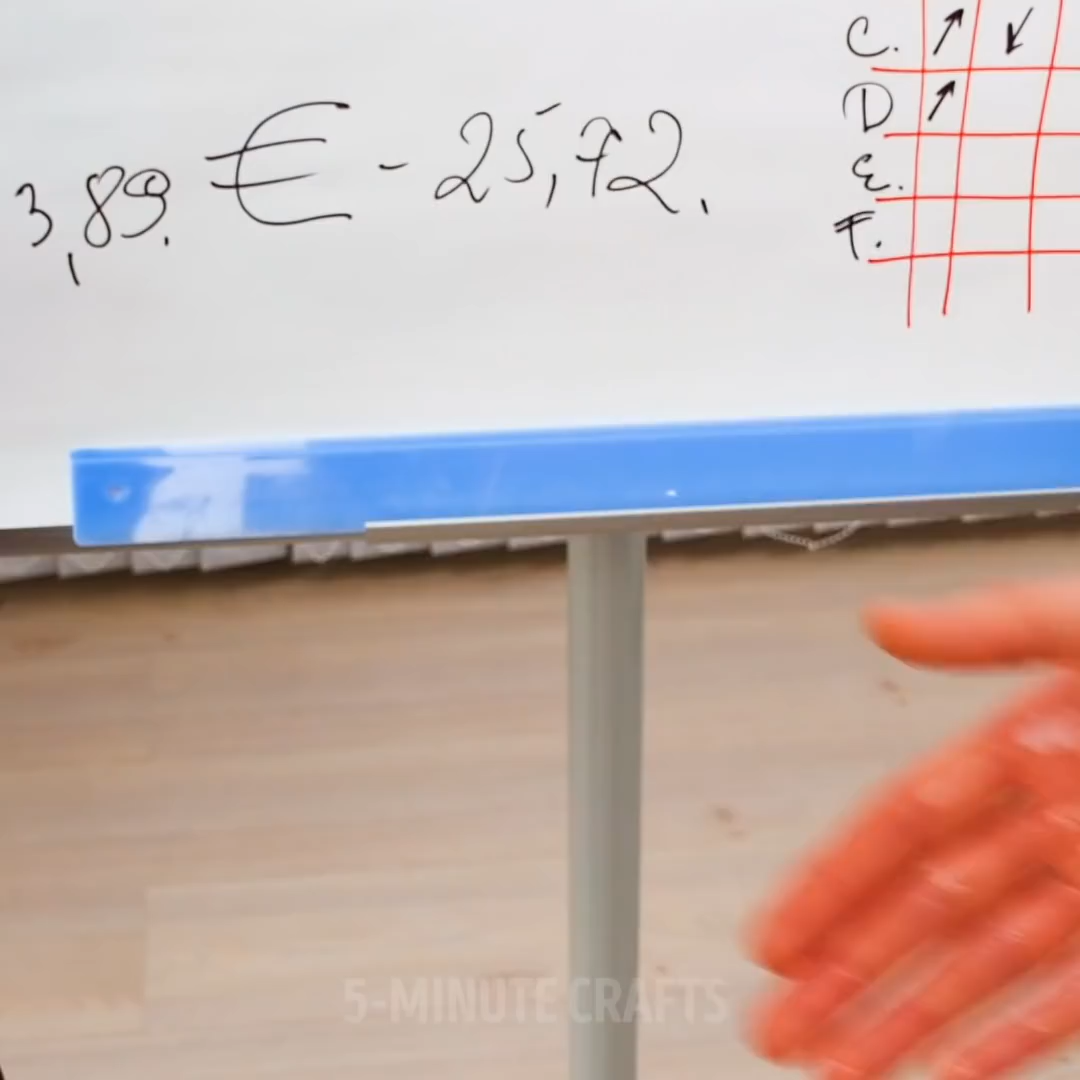 3,89. € - 25,72.
C. ↗ ↙
D ↗
E.
F.
5-MINUTE CRAFTS